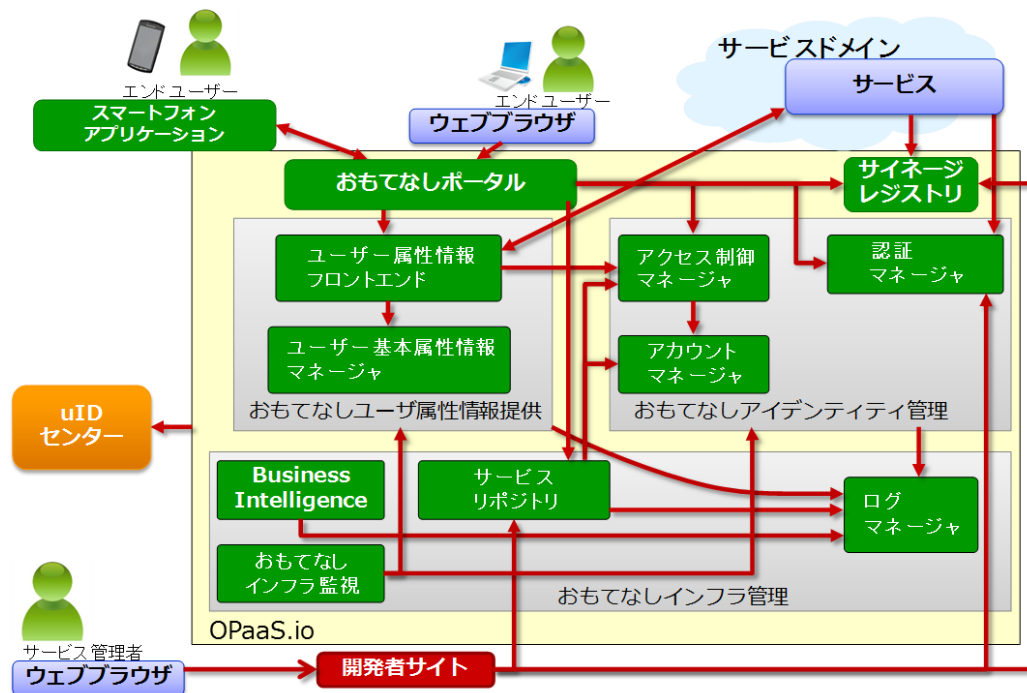 サービスドメイン
サービス
エンドユーザー
スマートフォン
アプリケーション
エンドユーザー
ウェブブラウザ
おもてなしポータル
サイネージ
レジストリ
ユーザー属性情報
フロントエンド
アクセス制御
マネージャ
認証
マネージャ
ユーザー基本属性情報
マネージャ
アカウント
マネージャ
おもてなしユーザ属性情報提供
おもてなしアイデンティティ管理
uID
センター
Business
Intelligence
サービス
リポジトリ
ログ
マネージャ
おもてなし
インフラ監視
おもてなしインフラ管理
OPaaS.io
サービス管理者
ウェブブラウザ
開発者サイト